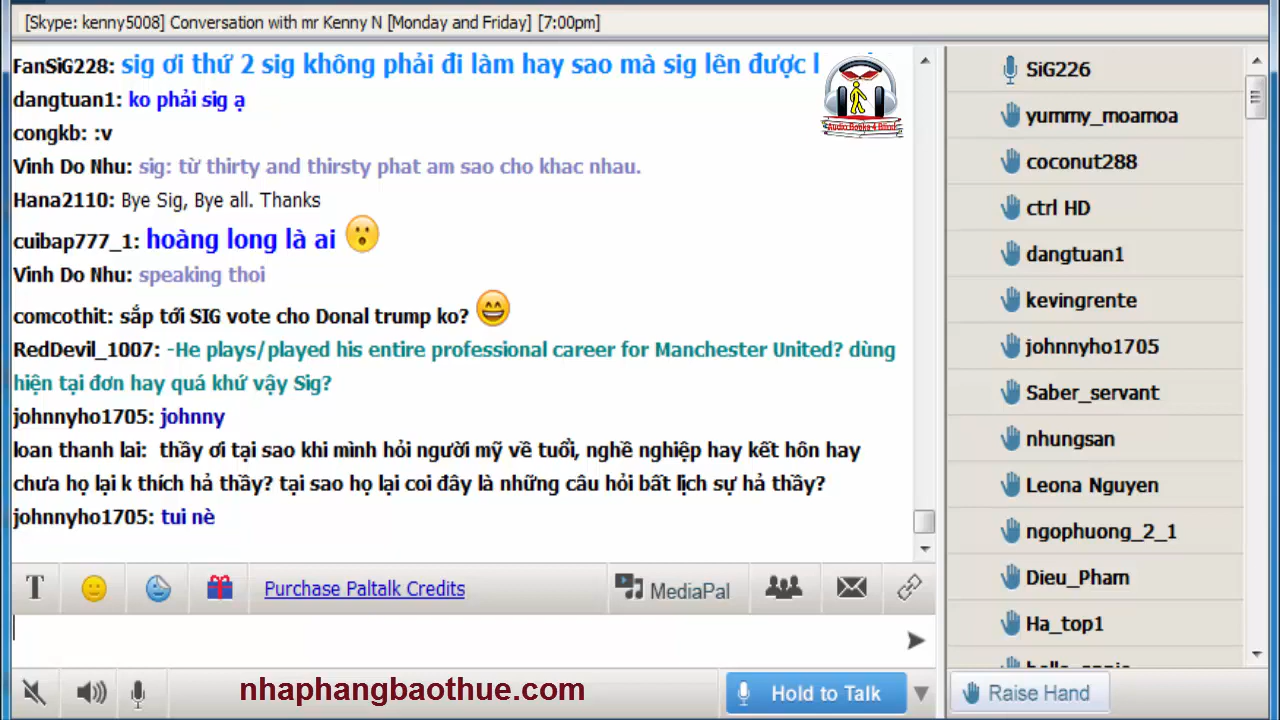 [Skype: kenny5008] Conversation with mr Kenny N [Monday and Friday] [7:00pm]
FanSiG228: sig ơi thứ 2 sig không phải đi làm hay sao mà sig lên được
dangtuan1: ko phải sig ạ
congkb: :v
Vinh Do Nhu: sig: từ thirty and thirsty phat am sao cho khac nhau.
Hana2110: Bye Sig, Bye all. Thanks
cuibap777_1: hoàng long là ai
Vinh Do Nhu: speaking thoi
comcothit: sắp tới SIG vote cho Donal trump ko?
RedDevil_1007: -He plays/played his entire professional career for Manchester United? dùng
hiện tại đơn hay quá khứ vậy Sig?
johnnyho1705: johnny
loan thanh lai: thầy ơi tại sao khi mình hỏi người mỹ về tuổi, nghề nghiệp hay kết hôn hay
chưa họ lại k thích hả thầy? tại sao họ lại coi đây là những câu hỏi bất lịch sự hả thầy?
johnnyho1705: tui nè
Audio Books 4 Blind
T
Purchase Paltalk Credits
MediaPal
nhaphangbaothue.com
Hold to Talk
SiG226
yummy_moamoa
coconut288
ctrl HD
dangtuan1
kevingrente
johnnyho1705
Saber_servant
nhungsan
Leona Nguyen
ngophuong_2_1
Dieu_Pham
Ha_top1
Raise Hand